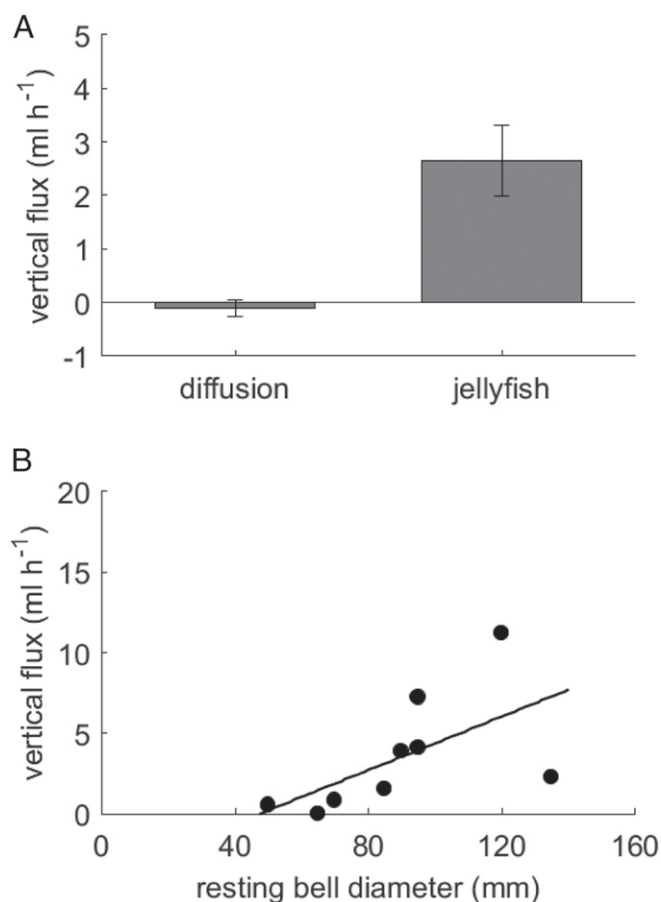 A
vertical flux (ml h⁻¹)
5
4
3
2
1
0
-1
diffusion jellyfish
B
vertical flux (ml h⁻¹)
20
15
10
5
0
0 40 80 120 160
resting bell diameter (mm)